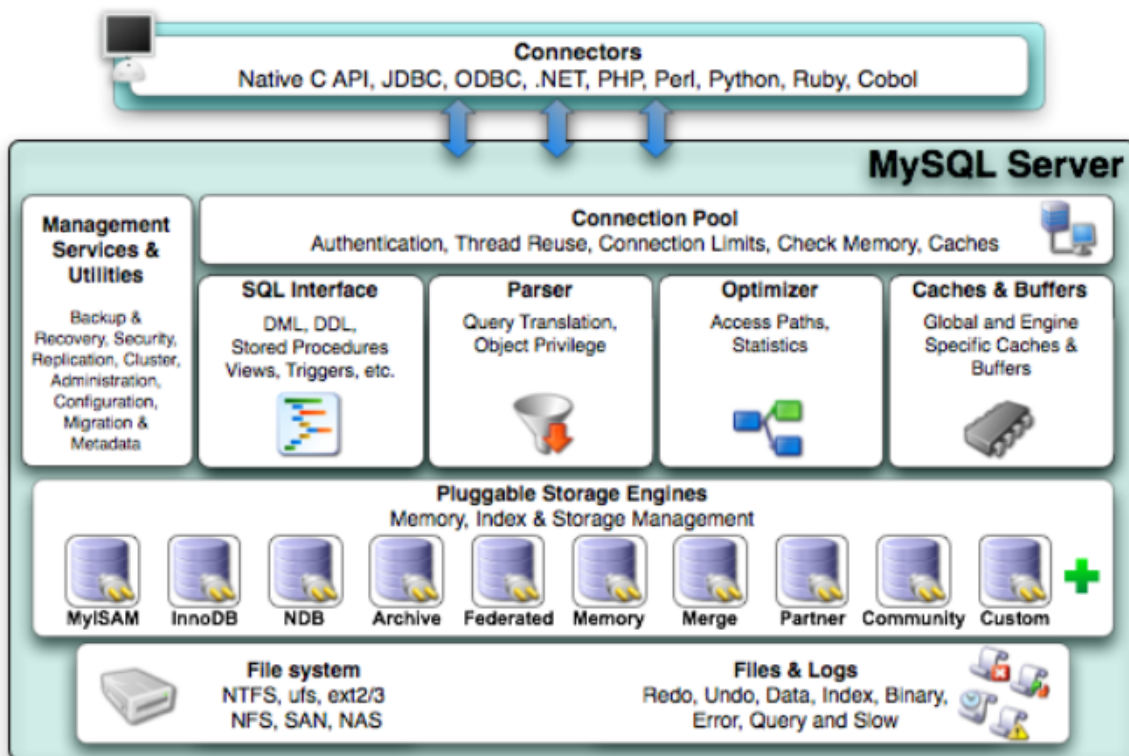 Connectors
Native C API, JDBC, ODBC, .NET, PHP, Perl, Python, Ruby, Cobol
MySQL Server
Management
Services &
Utilities
Backup &
Recovery, Security,
Replication, Cluster,
Administration,
Configuration,
Migration &
Metadata
Connection Pool
Authentication, Thread Reuse, Connection Limits, Check Memory, Caches
SQL Interface
DML, DDL,
Stored Procedures
Views, Triggers, etc.
Parser
Query Translation,
Object Privilege
Optimizer
Access Paths,
Statistics
Caches & Buffers
Global and Engine
Specific Caches &
Buffers
Pluggable Storage Engines
Memory, Index & Storage Management
MyISAM
InnoDB
NDB
Archive
Federated
Memory
Merge
Partner
Community
Custom
File system
NTFS, ufs, ext2/3
NFS, SAN, NAS
Files & Logs
Redo, Undo, Data, Index, Binary,
Error, Query and Slow